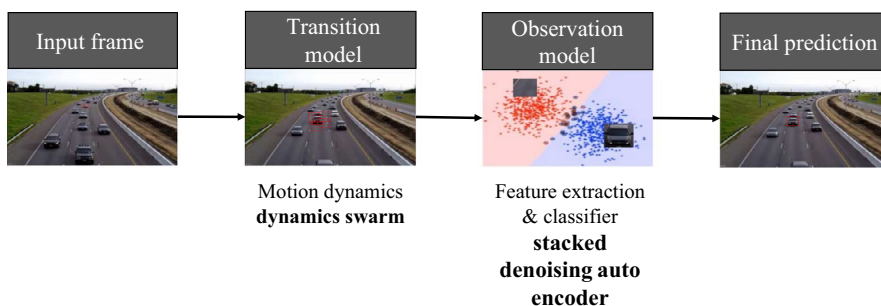 Input frame
Transition
model
Observation
model
Final prediction
Motion dynamics
dynamics swarm
Feature extraction
& classifier
stacked
denoising auto
encoder